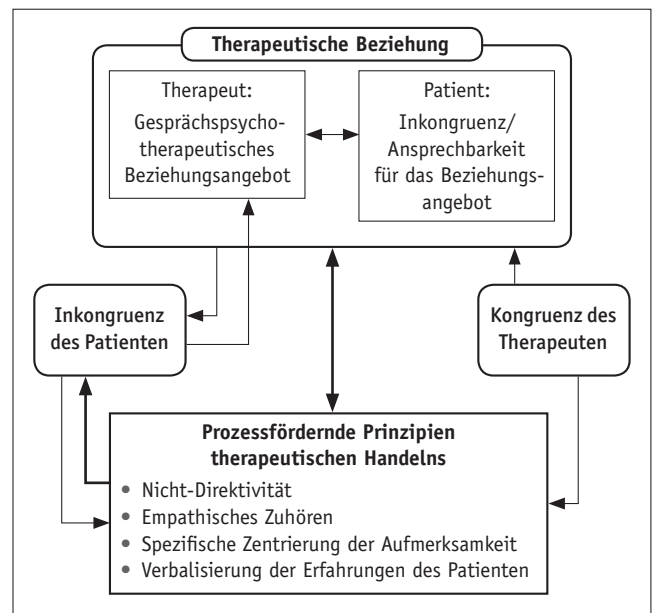 Therapeutische Beziehung
Therapeut:
Gesprächspsycho-
therapeutisches
Beziehungsangebot
Patient:
Inkongruenz/
Ansprechbarkeit
für das Beziehungs-
angebot
Inkongruenz
des Patienten
Kongruenz des
Therapeuten
Prozessfördernde Prinzipien
therapeutischen Handelns
• Nicht-Direktivität
• Empathisches Zuhören
• Spezifische Zentrierung der Aufmerksamkeit
• Verbalisierung der Erfahrungen des Patienten